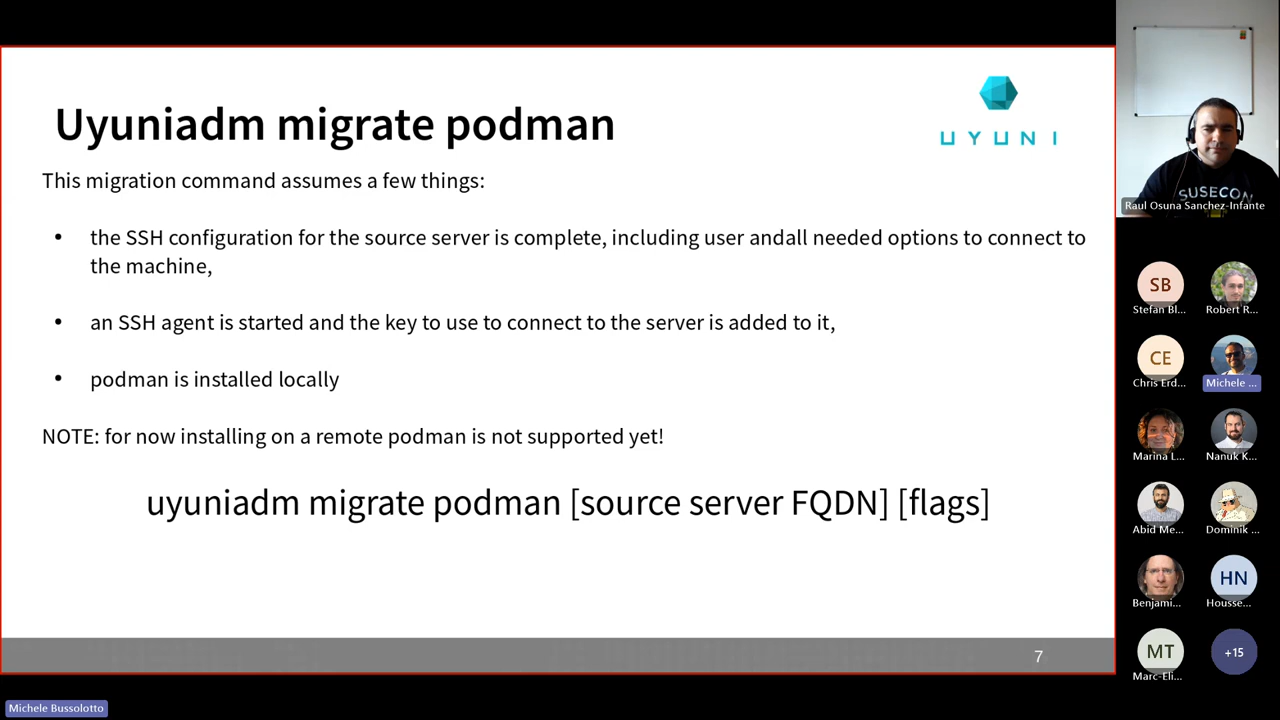 Uyuniadm migrate podman
UYUNI
This migration command assumes a few things:
• the SSH configuration for the source server is complete, including user andall needed options to connect to
the machine,
• an SSH agent is started and the key to use to connect to the server is added to it,
• podman is installed locally
NOTE: for now installing on a remote podman is not supported yet!
uyuniadm migrate podman [source server FQDN] [flags]
7
Michele Bussolotto
SUSECON
Raul Osuna Sanchez-Infante
SB
Stefan Bl...
Robert R...
CE
Chris Erd...
Michele ...
Marina L...
Nanuk K...
Abid Me...
Dominik ...
Benjami...
HN
Housse...
MT
Marc-Eli...
+15